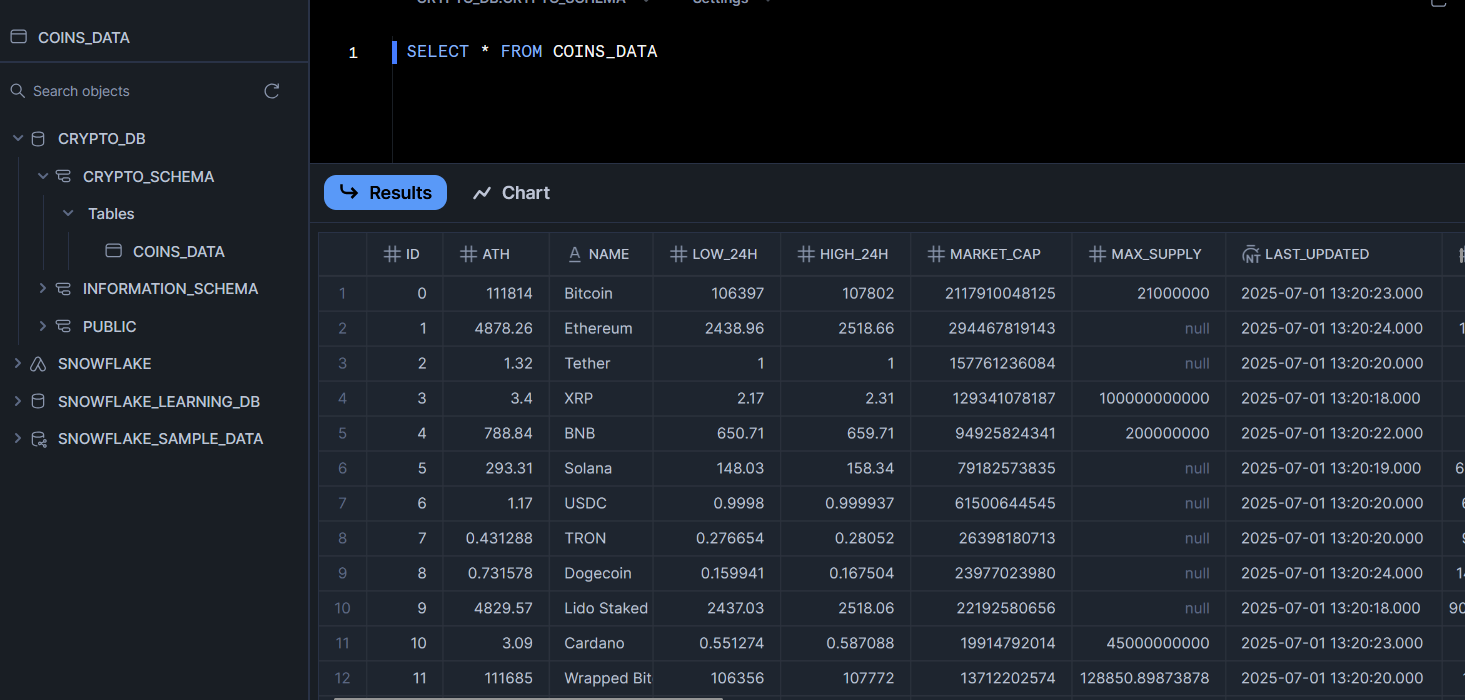 CRYPTO_DB.CRYPTO_SCHEMA Settings
COINS_DATA
1 SELECT * FROM COINS_DATA
Search objects
CRYPTO_DB
CRYPTO_SCHEMA
Tables
COINS_DATA
INFORMATION_SCHEMA
PUBLIC
SNOWFLAKE
SNOWFLAKE_LEARNING_DB
SNOWFLAKE_SAMPLE_DATA
Results Chart
ID ATH NAME LOW_24H HIGH_24H MARKET_CAP MAX_SUPPLY LAST_UPDATED
1 0 111814 Bitcoin 106397 107802 2117910048125 21000000 2025-07-01 13:20:23.000
2 1 4878.26 Ethereum 2438.96 2518.66 294467819143 null 2025-07-01 13:20:24.000
3 2 1.32 Tether 1 1 157761236084 null 2025-07-01 13:20:20.000
4 3 3.4 XRP 2.17 2.31 129341078187 100000000000 2025-07-01 13:20:18.000
5 4 788.84 BNB 650.71 659.71 94925824341 200000000 2025-07-01 13:20:22.000
6 5 293.31 Solana 148.03 158.34 79182573835 null 2025-07-01 13:20:19.000
7 6 1.17 USDC 0.9998 0.999937 61500644545 null 2025-07-01 13:20:20.000
8 7 0.431288 TRON 0.276654 0.28052 26398180713 null 2025-07-01 13:20:20.000
9 8 0.731578 Dogecoin 0.159941 0.167504 23977023980 null 2025-07-01 13:20:24.000
10 9 4829.57 Lido Staked 2437.03 2518.06 22192580656 null 2025-07-01 13:20:18.000
11 10 3.09 Cardano 0.551274 0.587088 19914792014 45000000000 2025-07-01 13:20:23.000
12 11 111685 Wrapped Bit 106356 107772 13712202574 128850.89873878 2025-07-01 13:20:20.000